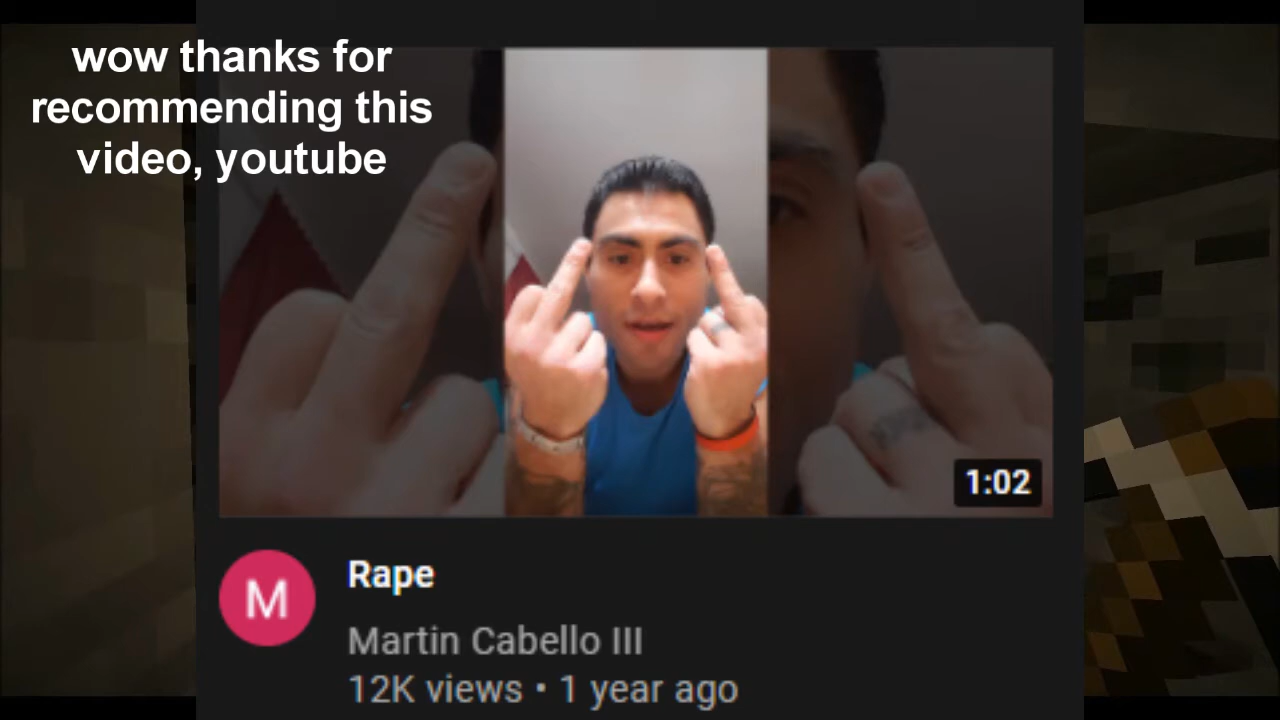 wow thanks for
recommending this
video, youtube
1:02
M
Rape
Martin Cabello III
12K views • 1 year ago